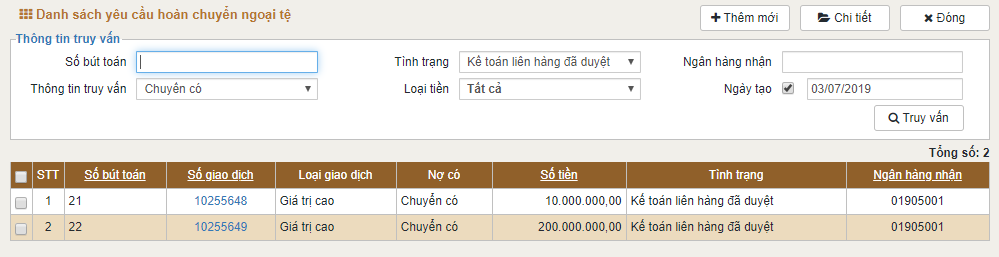 Danh sách yêu cầu hoàn chuyển ngoại tệ Thêm mới Chi tiết Đóng
Thông tin truy vấn
Số bút toán Tình trạng Kế toán liên hàng đã duyệt Ngân hàng nhận
Thông tin truy vấn Chuyển có Loại tiền Tất cả Ngày tạo 03/07/2019
Truy vấn
Tổng số: 2
STT Số bút toán Số giao dịch Loại giao dịch Nợ có Số tiền Tình trạng Ngân hàng nhận
1 21 10255648 Giá trị cao Chuyển có 10.000.000,00 Kế toán liên hàng đã duyệt 01905001
2 22 10255649 Giá trị cao Chuyển có 200.000.000,00 Kế toán liên hàng đã duyệt 01905001